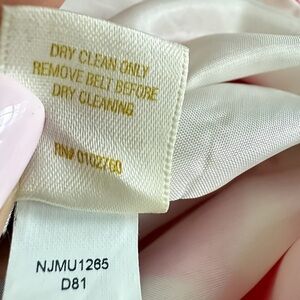 DRY CLEAN ONLY
REMOVE BELT BEFORE
DRY CLEANING
RN# 0102760
NJMU1265
D81